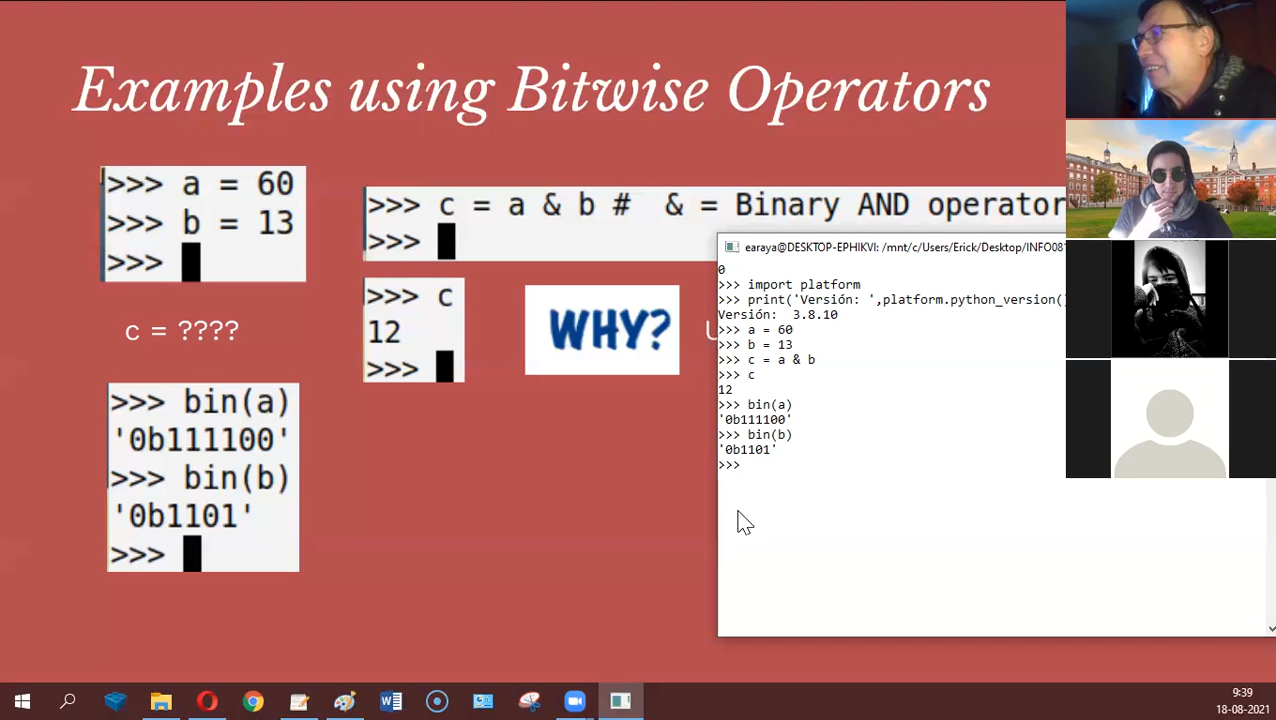 Examples using Bitwise Operators
>>> a = 60
>>> b = 13
>>>
>>> c = a & b # & = Binary AND operator
>>>
c = ????
>>> c
12
>>>
WHY?
U
>>> bin(a)
'0b111100'
>>> bin(b)
'0b1101'
>>>
earaya@DESKTOP-EPHIKVI: /mnt/c/Users/Erick/Desktop/INFO08
0
>>> import platform
>>> print('Versión: ',platform.python_version()
Versión:  3.8.10
>>> a = 60
>>> b = 13
>>> c = a & b
>>> c
12
>>> bin(a)
'0b111100'
>>> bin(b)
'0b1101'
>>>
9:39
18-08-2021